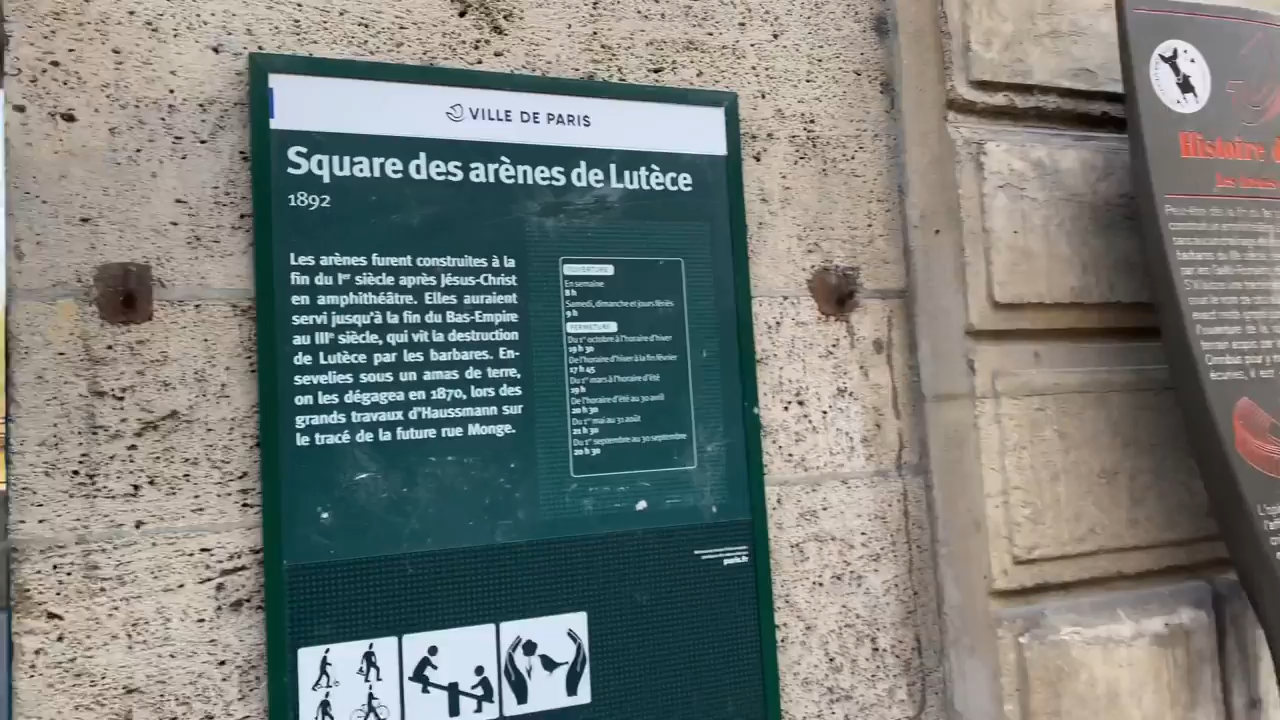 VILLE DE PARIS
Square des arènes de Lutèce
1892
Les arènes furent construites à la
fin du Iᵉʳ siècle après Jésus-Christ
en amphithéâtre. Elles auraient
servi jusqu'à la fin du Bas-Empire
au IIIᵉ siècle, qui vit la destruction
de Lutèce par les barbares. En-
sevelies sous un amas de terre,
on les dégagea en 1870, lors des
grands travaux d'Haussmann sur
le tracé de la future rue Monge.
OUVERTURE
En semaine
8 h
Samedi, dimanche et jours fériés
9 h
FERMETURE
Du 1ᵉʳ octobre à l'horaire d'hiver
19 h 30
De l'horaire d'hiver à la fin février
17 h 45
Du 1ᵉʳ mars à l'horaire d'été
19 h
De l'horaire d'été au 30 avril
20 h 30
Du 1ᵉʳ mai au 31 août
21 h 30
Du 1ᵉʳ septembre au 30 septembre
20 h 30
paris.fr
Histoire